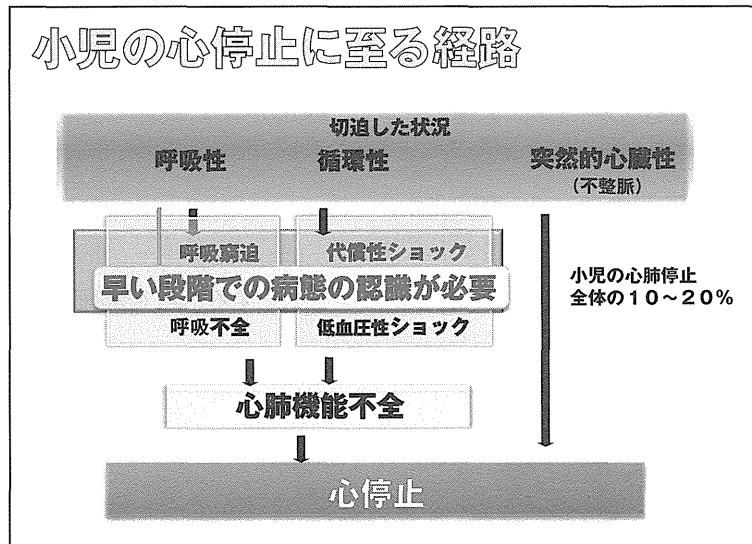 小児の心停止に至る経路
切迫した状況
呼吸性
循環性
突然的心臓性
(不整脈)
呼吸窮迫
代償性ショック
早い段階での病態の認識が必要
呼吸不全
低血圧性ショック
小児の心肺停止
全体の10~20%
心肺機能不全
心停止